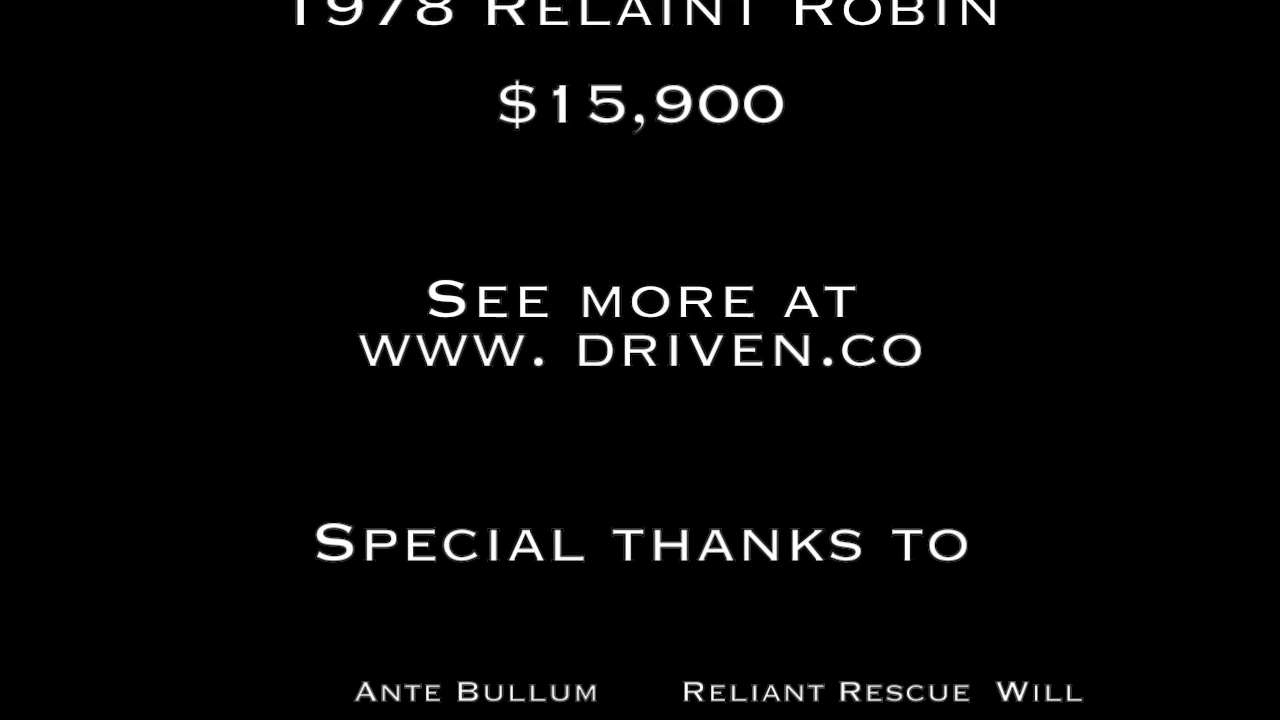 1978 Relaint Robin
$15,900
See more at
www. driven.co
Special thanks to
Ante Bullum Reliant Rescue Will